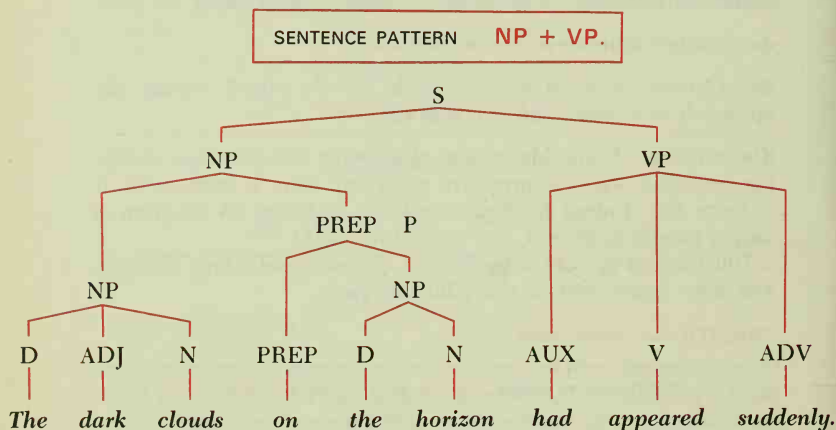 SENTENCE PATTERN NP + VP.
S
NP VP
PREP P
NP NP
D ADJ N PREP D N AUX V ADV
The dark clouds on the horizon had appeared suddenly.